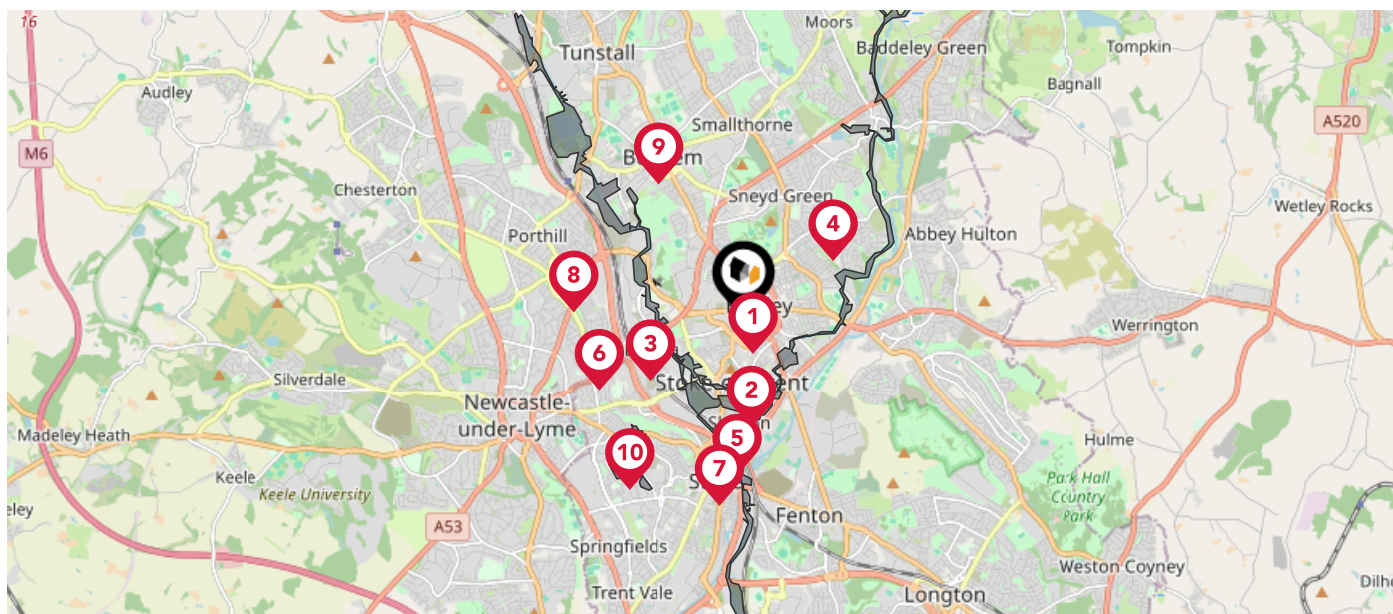 16
Moors
Tunstall
Baddeley Green
Tompkin
Audley
Bagnall
A520
Smallthorne
M6
9
Chesterton
Sneyd Green
Wetley Rocks
4
Porthill
Abbey Hulton
8
1
Werrington
3
6
Silverdale
2
Newcastle-
under-Lyme
Madeley Heath
5
Hulme
10
7
Keele
Keele University
Park Hall
Country
Park
A53
Fenton
Springfields
Weston Coyney
Trent Vale
Longton